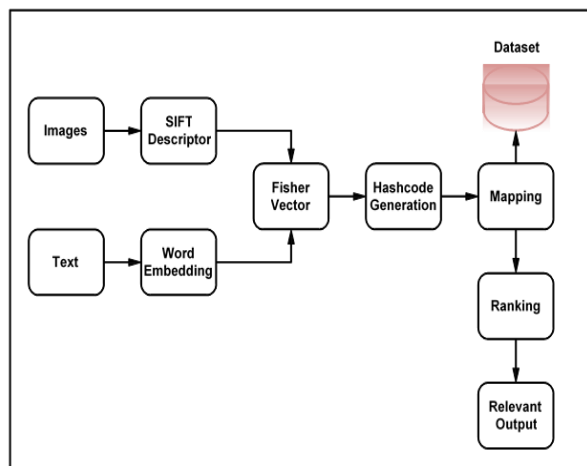 Dataset
Images
SIFT
Descriptor
Fisher
Vector
Hashcode
Generation
Mapping
Text
Word
Embedding
Ranking
Relevant
Output